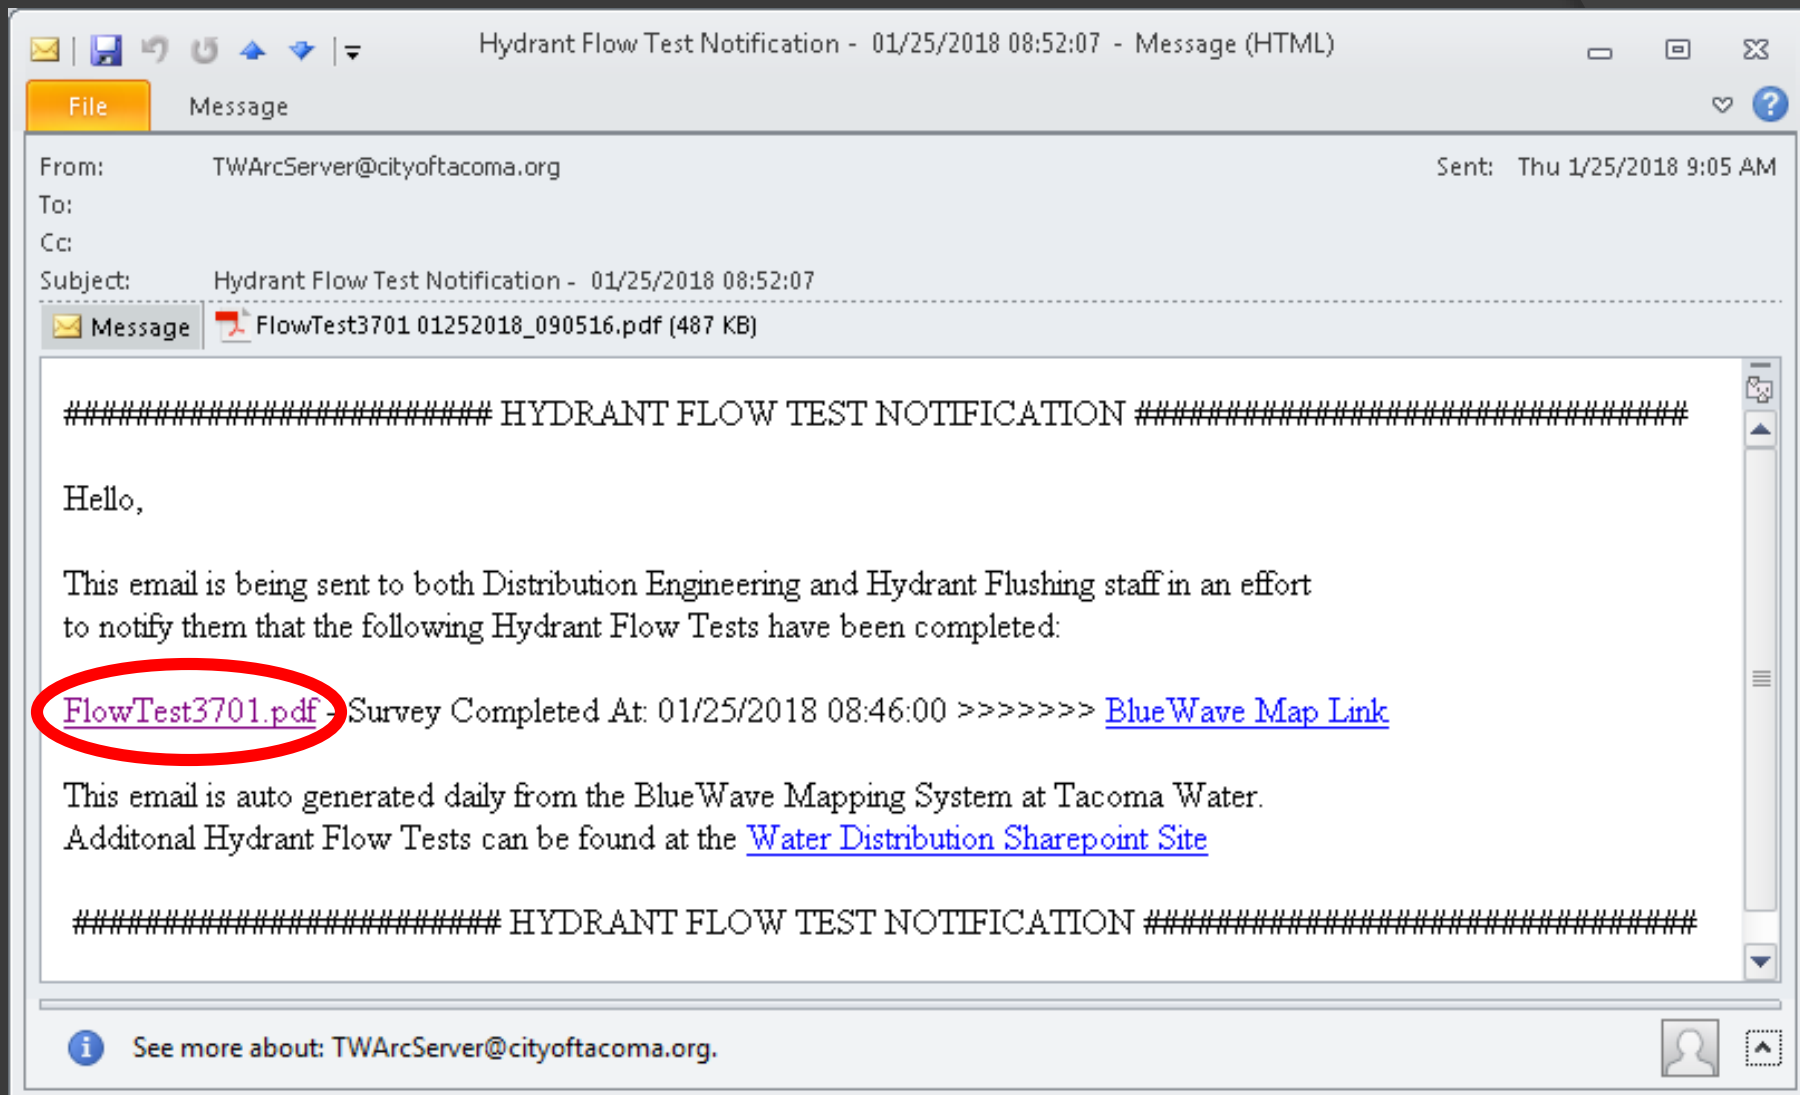 Hydrant Flow Test Notification - 01/25/2018 08:52:07 - Message (HTML)
File Message
From: TWArcServer@cityoftacoma.org Sent: Thu 1/25/2018 9:05 AM
To:
Cc:
Subject: Hydrant Flow Test Notification - 01/25/2018 08:52:07
Message FlowTest3701 01252018_090516.pdf (487 KB)
####################### HYDRANT FLOW TEST NOTIFICATION ##############################
Hello,
This email is being sent to both Distribution Engineering and Hydrant Flushing staff in an effort
to notify them that the following Hydrant Flow Tests have been completed:
FlowTest3701.pdf - Survey Completed At: 01/25/2018 08:46:00 >>>>>>> BlueWave Map Link
This email is auto generated daily from the BlueWave Mapping System at Tacoma Water.
Additonal Hydrant Flow Tests can be found at the Water Distribution Sharepoint Site
####################### HYDRANT FLOW TEST NOTIFICATION ##############################
See more about: TWArcServer@cityoftacoma.org.